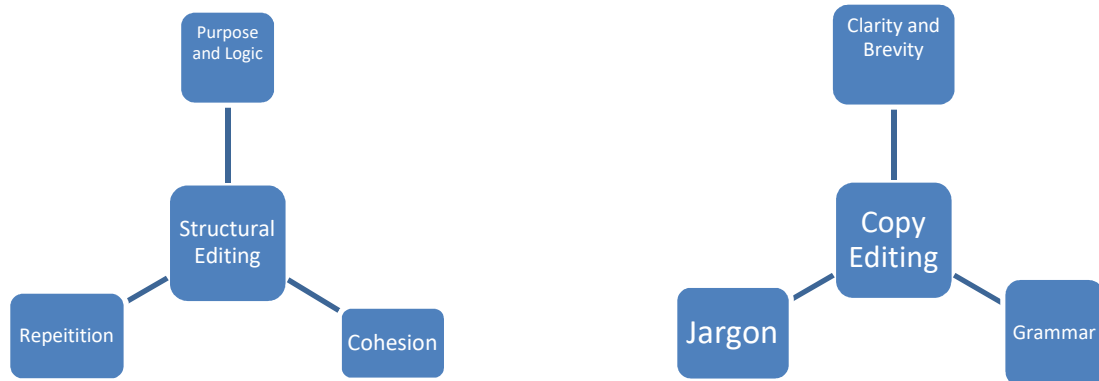 Purpose
and Logic
Structural
Editing
Repeitition
Cohesion
Clarity and
Brevity
Copy
Editing
Jargon
Grammar